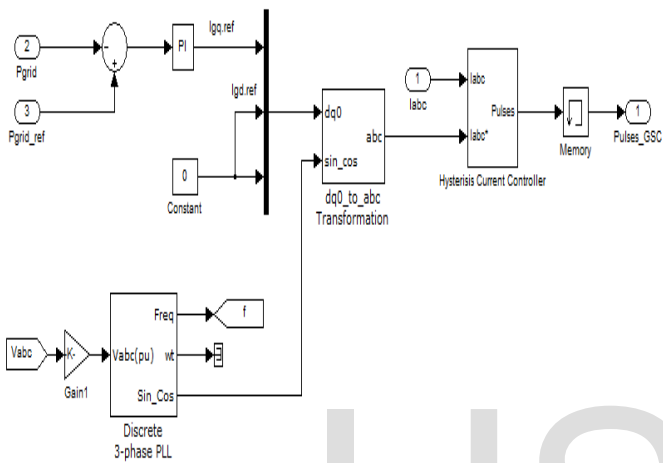 Igq.ref
2
Pgrid
-
+
PI
3
Pgrid_ref
Igd.ref
0
Constant
dq0
abc
sin_cos
dq0_to_abc
Transformation
1
Iabc
Iabc
Pulses
Iabc*
Hysterisis Current Controller
Memory
1
Pulses_GSC
Vabc
-K-
Gain1
Freq
Vabc(pu)
wt
Sin_Cos
Discrete
3-phase PLL
f